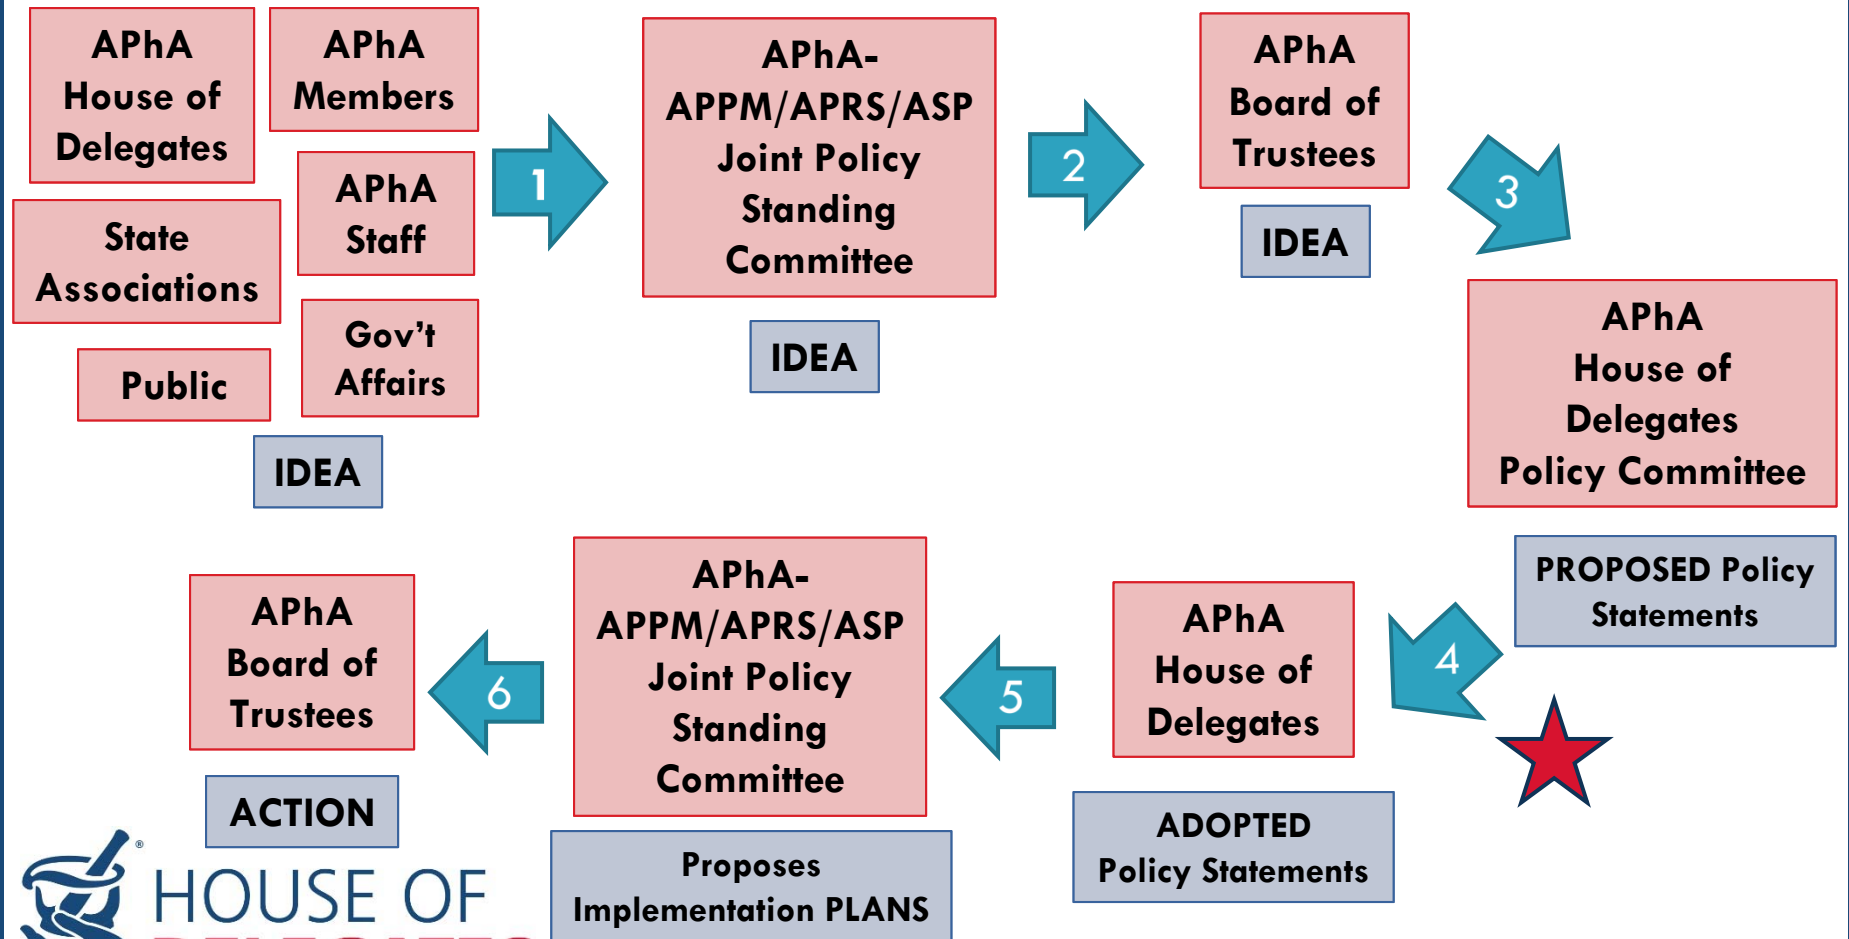 APhA
House of
Delegates
APhA
Members
APhA
Staff
State
Associations
Gov't
Affairs
Public
IDEA
1
APhA-
APPM/APRS/ASP
Joint Policy
Standing
Committee
IDEA
2
APhA
Board of
Trustees
IDEA
3
APhA
House of
Delegates
Policy Committee
PROPOSED Policy
Statements
4
APhA
House of
Delegates
ADOPTED
Policy Statements
5
APhA-
APPM/APRS/ASP
Joint Policy
Standing
Committee
Proposes
Implementation PLANS
6
APhA
Board of
Trustees
ACTION
®
HOUSE OF